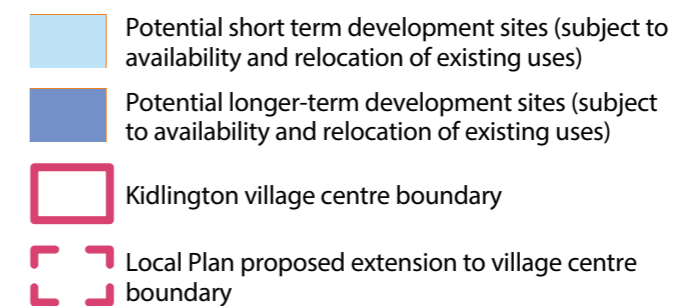 Potential short term development sites (subject to
availability and relocation of existing uses)
Potential longer-term development sites (subject
to availability and relocation of existing uses)
Kidlington village centre boundary
Local Plan proposed extension to village centre
boundary